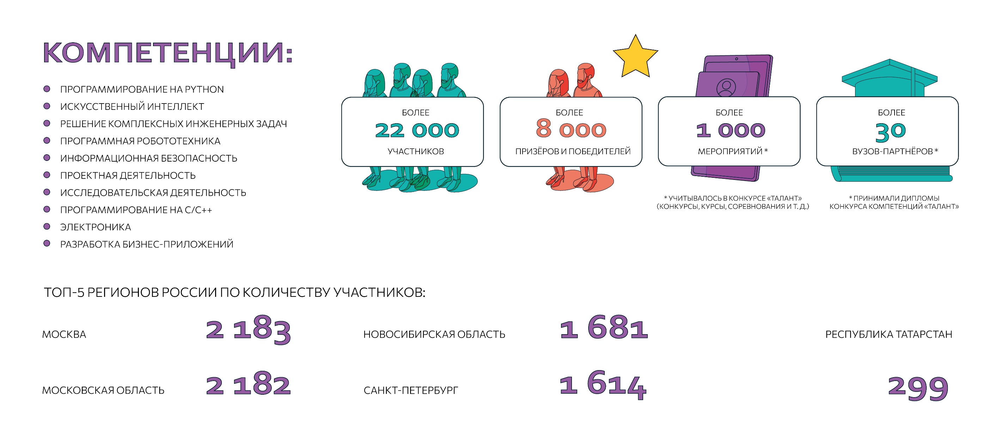 КОМПЕТЕНЦИИ:
ПРОГРАММИРОВАНИЕ НА PYTHON
ИСКУССТВЕННЫЙ ИНТЕЛЛЕКТ
РЕШЕНИЕ КОМПЛЕКСНЫХ ИНЖЕНЕРНЫХ ЗАДАЧ
ПРОГРАММНАЯ РОБОТОТЕХНИКА
ИНФОРМАЦИОННАЯ БЕЗОПАСНОСТЬ
ПРОЕКТНАЯ ДЕЯТЕЛЬНОСТЬ
ИССЛЕДОВАТЕЛЬСКАЯ ДЕЯТЕЛЬНОСТЬ
ПРОГРАММИРОВАНИЕ НА C/C++
ЭЛЕКТРОНИКА
РАЗРАБОТКА БИЗНЕС-ПРИЛОЖЕНИЙ
БОЛЕЕ
22 000
УЧАСТНИКОВ
БОЛЕЕ
8 000
ПРИЗЁРОВ И ПОБЕДИТЕЛЕЙ
БОЛЕЕ
1 000
МЕРОПРИЯТИЙ *
* УЧИТЫВАЛОСЬ В КОНКУРСЕ «ТАЛАНТ»
(КОНКУРСЫ, КУРСЫ, СОРЕВНОВАНИЯ И Т. Д.)
БОЛЕЕ
30
ВУЗОВ-ПАРТНЁРОВ *
* ПРИНИМАЛИ ДИПЛОМЫ
КОНКУРСА КОМПЕТЕНЦИЙ «ТАЛАНТ»
ТОП-5 РЕГИОНОВ РОССИИ ПО КОЛИЧЕСТВУ УЧАСТНИКОВ:
МОСКВА 2 183
МОСКОВСКАЯ ОБЛАСТЬ 2 182
НОВОСИБИРСКАЯ ОБЛАСТЬ 1 681
САНКТ-ПЕТЕРБУРГ 1 614
РЕСПУБЛИКА ТАТАРСТАН
299